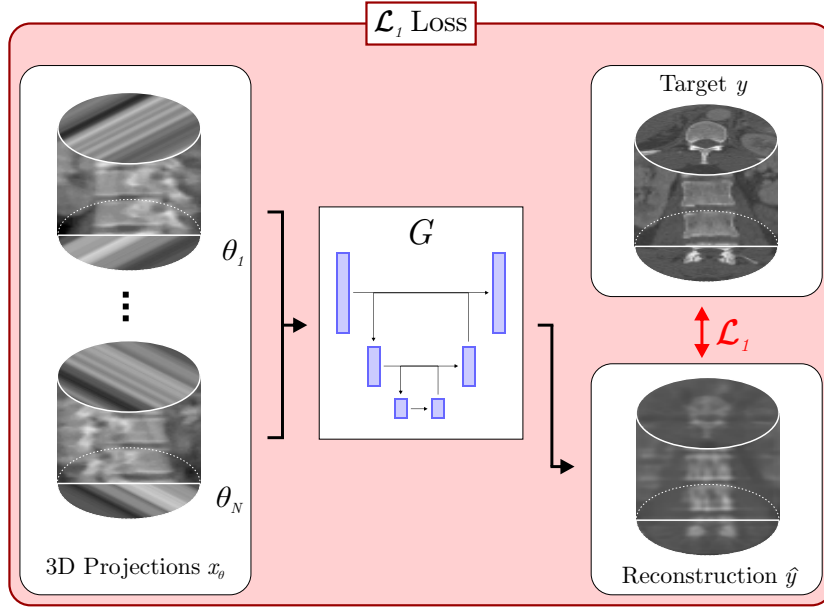 𝓛₁ Loss
θ₁
⋮
θ_N
3D Projections x_θ
G
Target y
𝓛₁
Reconstruction ŷ